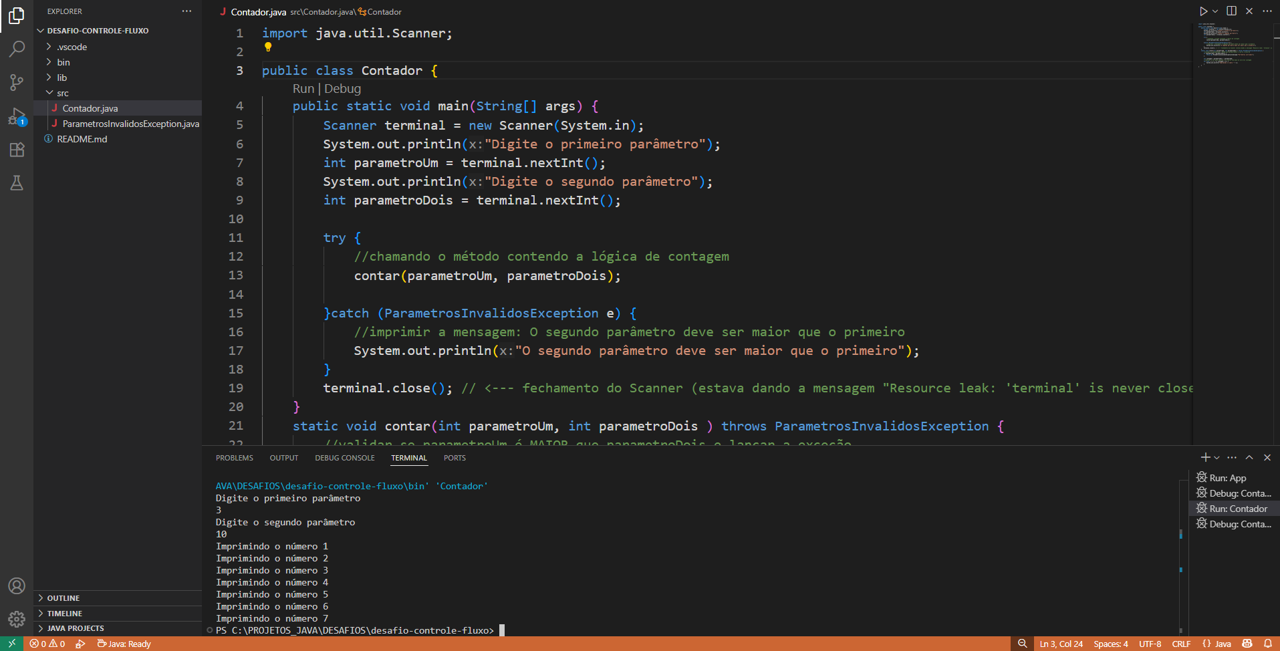 EXPLORER
DESAFIO-CONTROLE-FLUXO
.vscode
bin
lib
src
J Contador.java
J ParametrosInvalidosException.java
README.md
1
OUTLINE
TIMELINE
JAVA PROJECTS
J Contador.java src\Contador.java\Contador
1 import java.util.Scanner;
2
3 public class Contador {
Run | Debug
4 public static void main(String[] args) {
5 Scanner terminal = new Scanner(System.in);
6 System.out.println(x:"Digite o primeiro parâmetro");
7 int parametroUm = terminal.nextInt();
8 System.out.println(x:"Digite o segundo parâmetro");
9 int parametroDois = terminal.nextInt();
10
11 try {
12 //chamando o método contendo a lógica de contagem
13 contar(parametroUm, parametroDois);
14
15 }catch (ParametrosInvalidosException e) {
16 //imprimir a mensagem: O segundo parâmetro deve ser maior que o primeiro
17 System.out.println(x:"O segundo parâmetro deve ser maior que o primeiro");
18 }
19 terminal.close(); // <--- fechamento do Scanner (estava dando a mensagem "Resource leak: 'terminal' is never close
20 }
21 static void contar(int parametroUm, int parametroDois ) throws ParametrosInvalidosException {
22 //validar se parametroUm é MAIOR que parametroDois e lançar a exceção
PROBLEMS OUTPUT DEBUG CONSOLE TERMINAL PORTS
AVA\DESAFIOS\desafio-controle-fluxo\bin' 'Contador'
Digite o primeiro parâmetro
3
Digite o segundo parâmetro
10
Imprimindo o número 1
Imprimindo o número 2
Imprimindo o número 3
Imprimindo o número 4
Imprimindo o número 5
Imprimindo o número 6
Imprimindo o número 7
PS C:\PROJETOS_JAVA\DESAFIOS\desafio-controle-fluxo>
Run: App
Debug: Conta...
Run: Contador
Debug: Conta...
0 0 Java: Ready Ln 3, Col 24 Spaces: 4 UTF-8 CRLF {} Java